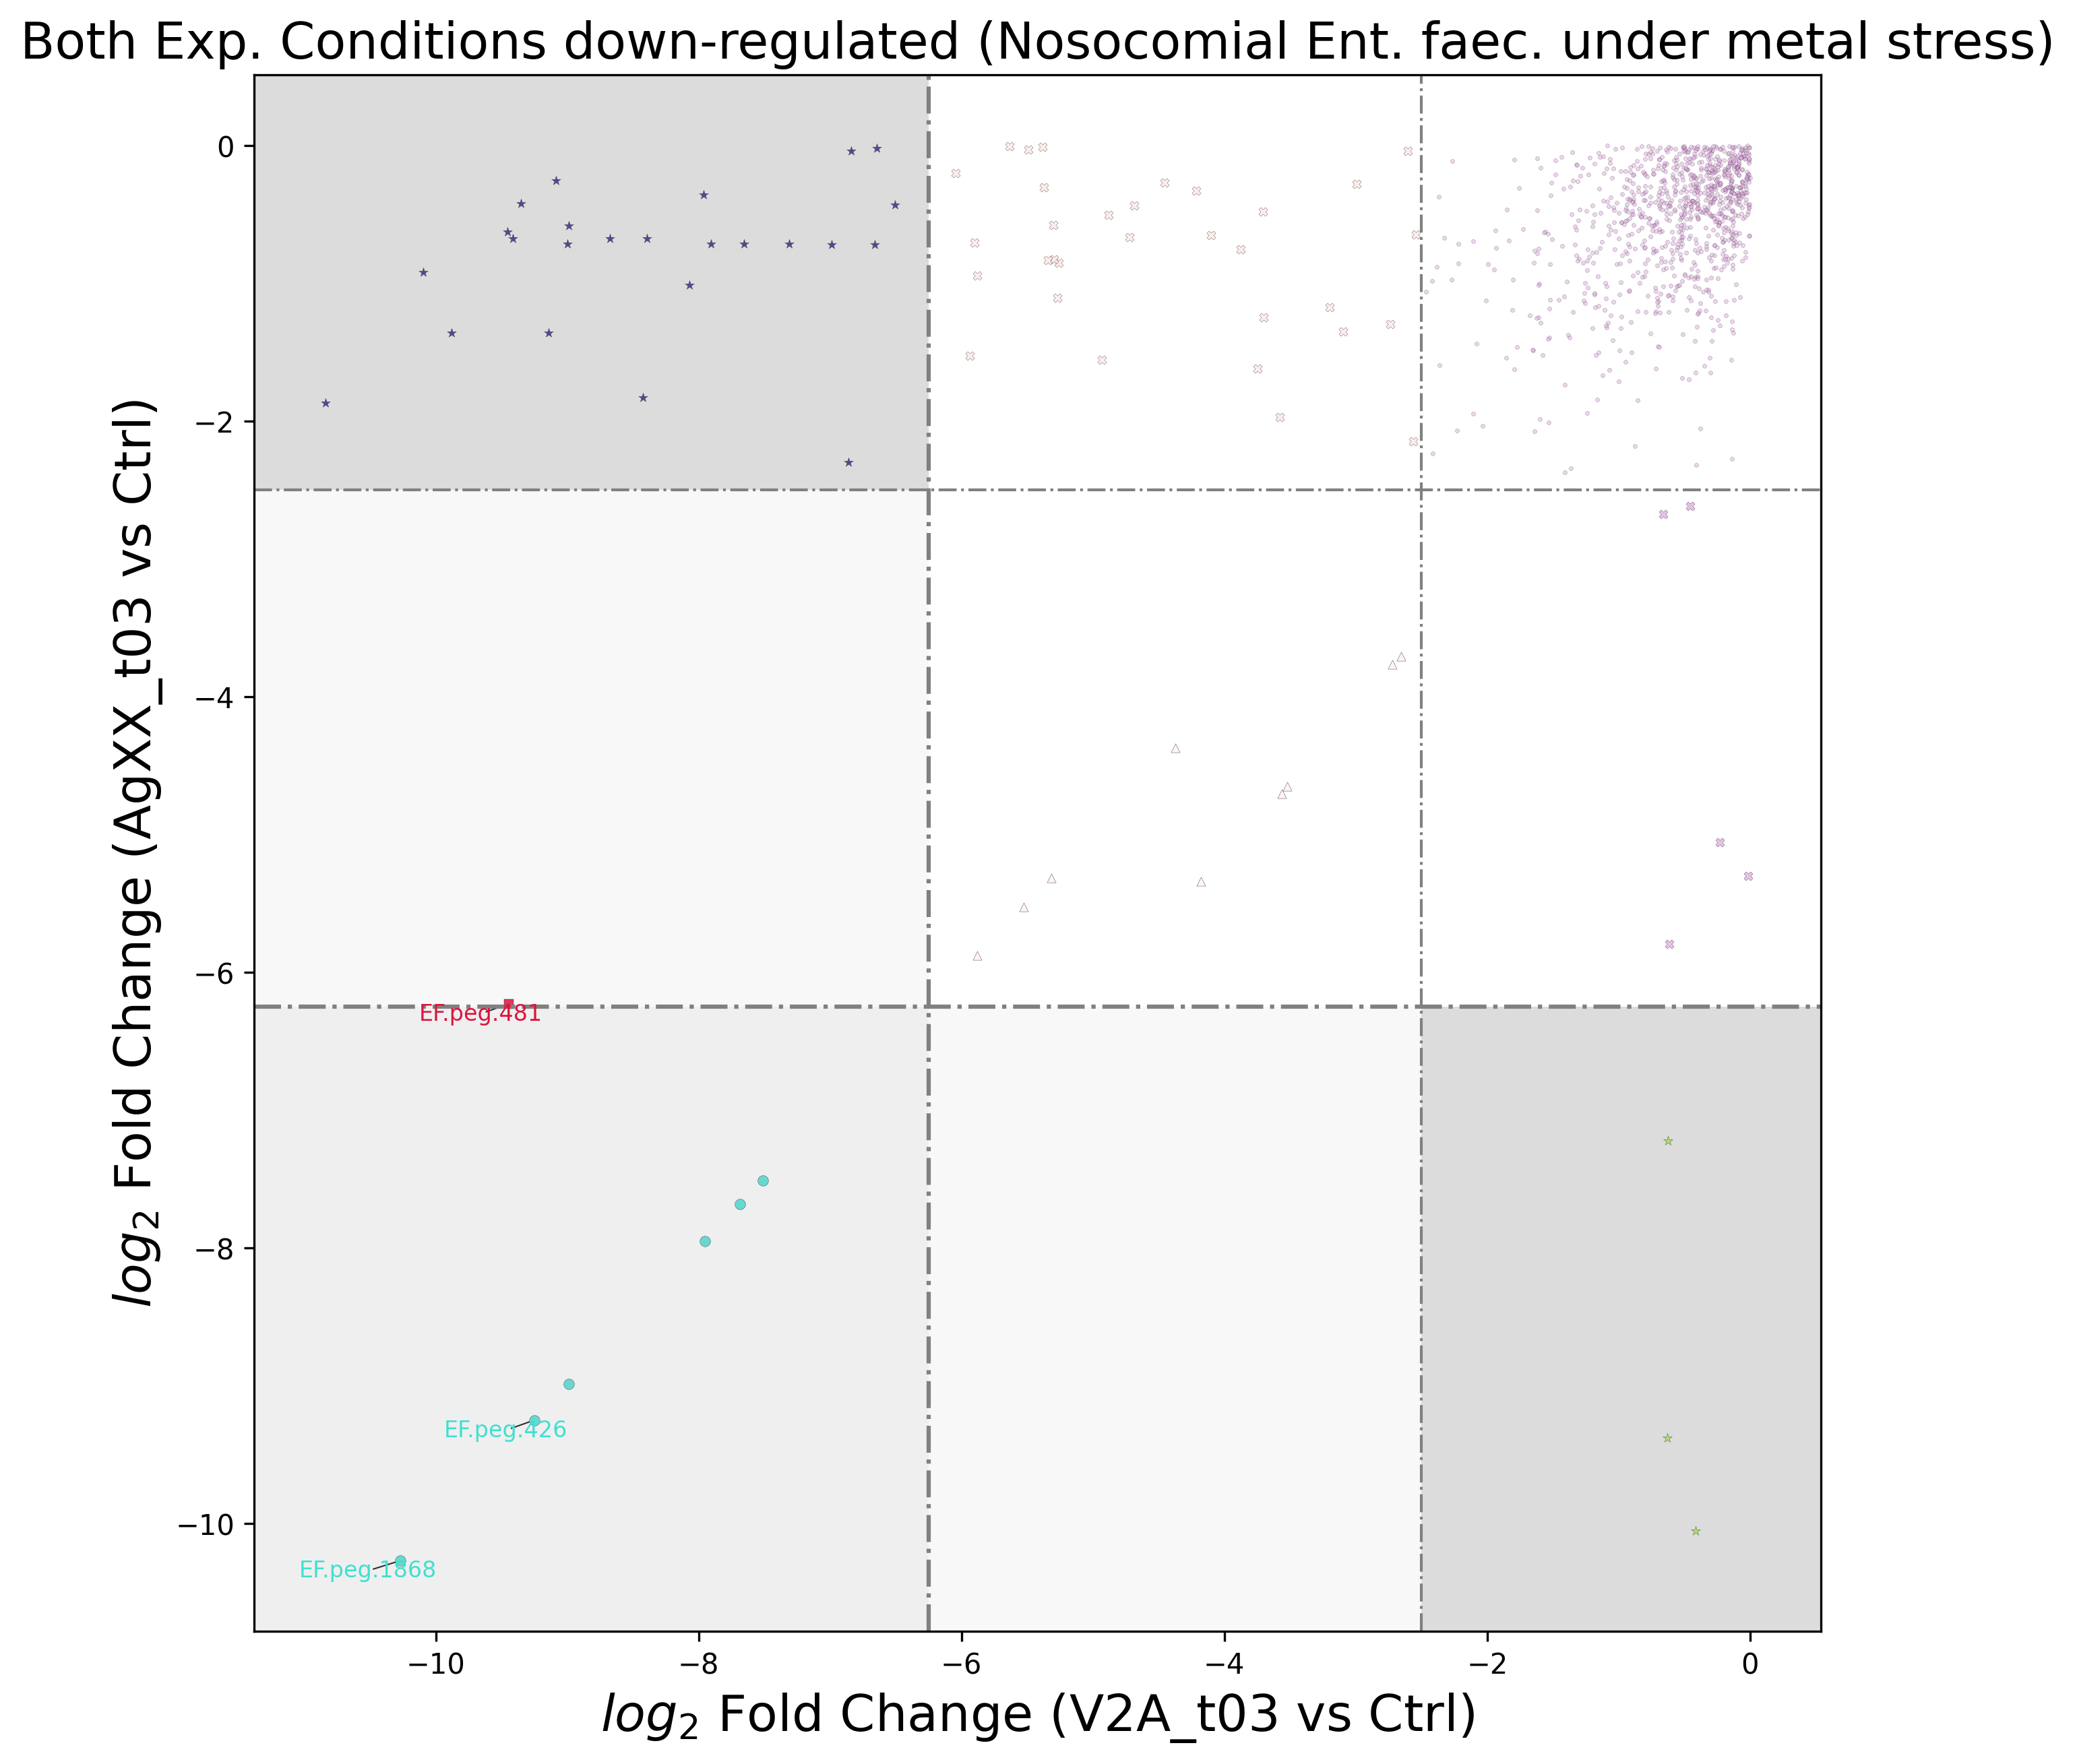 Both Exp. Conditions down-regulated (Nosocomial Ent. faec. under metal stress)
log2 Fold Change (AgXX_t03 vs Ctrl)
0
−2
−4
−6
−8
−10
EF.peg.481
EF.peg.426
EF.peg.1868
−10
−8
−6
−4
−2
0
log2 Fold Change (V2A_t03 vs Ctrl)